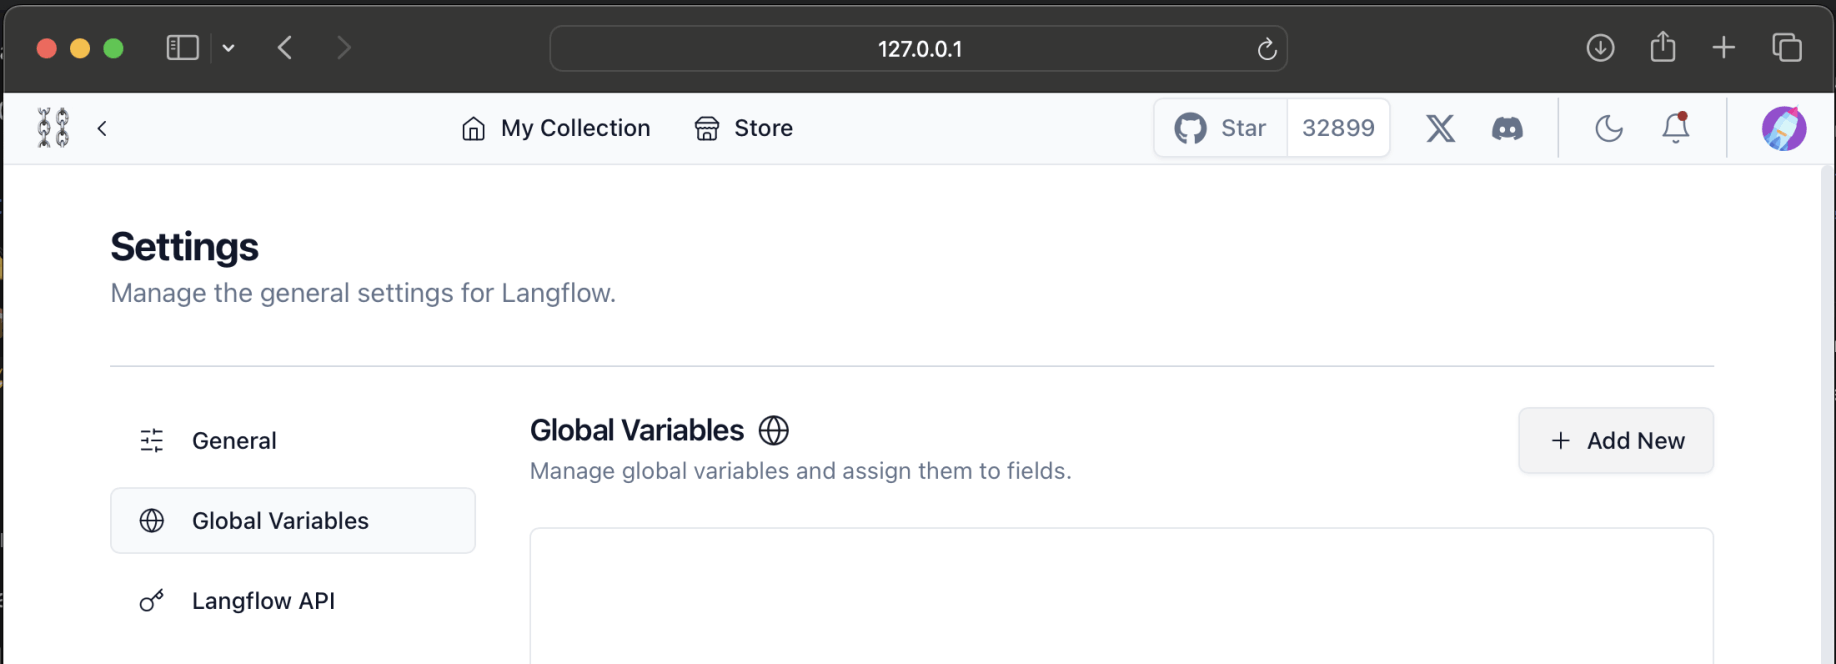 127.0.0.1
My Collection
Store
Star
32899
Settings
Manage the general settings for Langflow.
General
Global Variables
Langflow API
Global Variables
Manage global variables and assign them to fields.
Add New